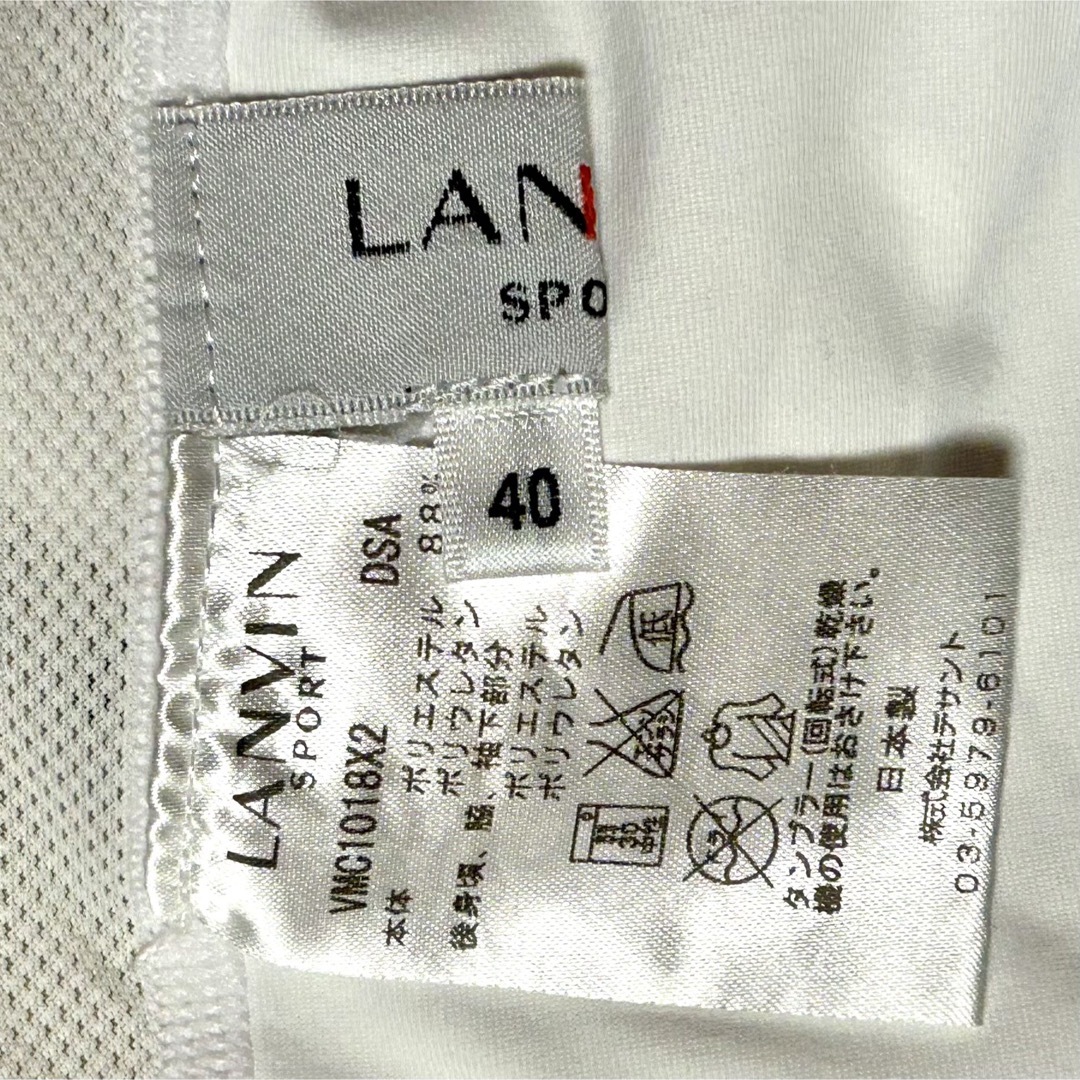 LAN
SPO
40
LANVIN
SPORT
VMC1018X2 DSA
本体 ポリエステル 88%
ポリウレタン
後身頃、脇、袖下部分
ポリエステル
ポリウレタン
低
タンブラー(回転式)乾燥
機の使用はおさけ下さい。
日本製
株式会社デサント
03-5979-6101